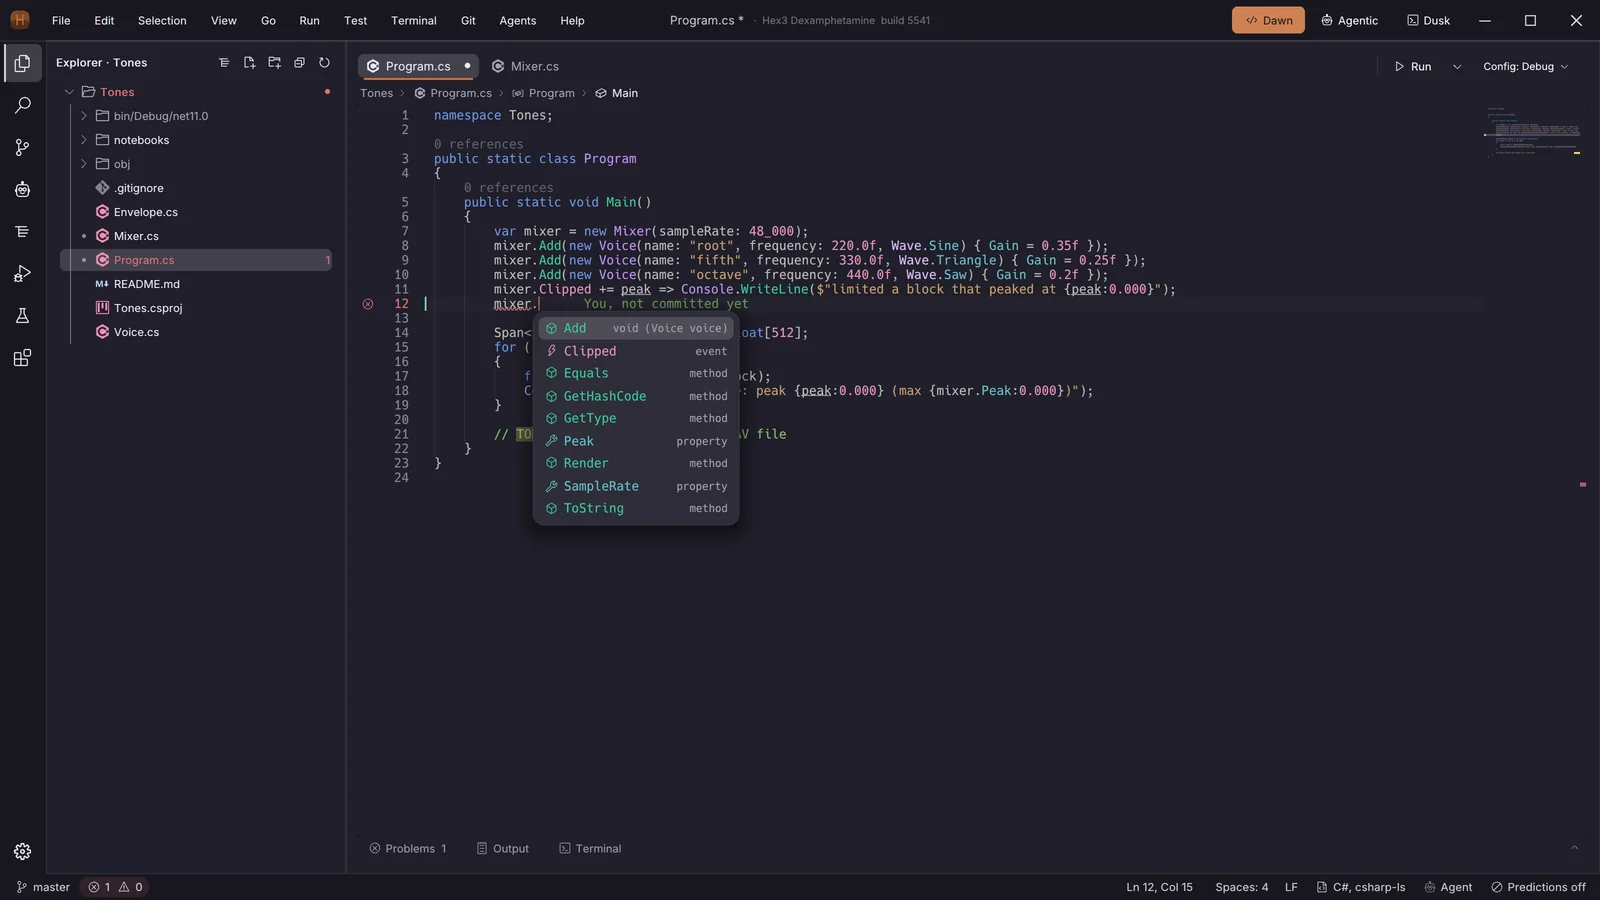 H File Edit Selection View Go Run Test Terminal Git Agents Help Program.cs * · Hex3 Dexamphetamine build 5541 Dawn Agentic Dusk
Explorer · Tones
Tones
bin/Debug/net11.0
notebooks
obj
.gitignore
Envelope.cs
Mixer.cs
Program.cs 1
M↓ README.md
Tones.csproj
Voice.cs
Program.cs Mixer.cs Run Config: Debug
Tones > Program.cs > Program > Main
1 namespace Tones;
2
0 references
3 public static class Program
4 {
0 references
5 public static void Main()
6 {
7 var mixer = new Mixer(sampleRate: 48_000);
8 mixer.Add(new Voice(name: "root", frequency: 220.0f, Wave.Sine) { Gain = 0.35f });
9 mixer.Add(new Voice(name: "fifth", frequency: 330.0f, Wave.Triangle) { Gain = 0.25f });
10 mixer.Add(new Voice(name: "octave", frequency: 440.0f, Wave.Saw) { Gain = 0.2f });
11 mixer.Clipped += peak => Console.WriteLine($"limited a block that peaked at {peak:0.000}");
12 mixer. You, not committed yet
13
14 Span< oat[512];
15 for (
16 {
17 f ck);
18 C : peak {peak:0.000} (max {mixer.Peak:0.000})");
19 }
20
21 // TO AV file
22 }
23 }
24
Add void (Voice voice)
Clipped event
Equals method
GetHashCode method
GetType method
Peak property
Render method
SampleRate property
ToString method
Problems 1 Output Terminal
master 1 0 Ln 12, Col 15 Spaces: 4 LF C#, csharp-ls Agent Predictions off